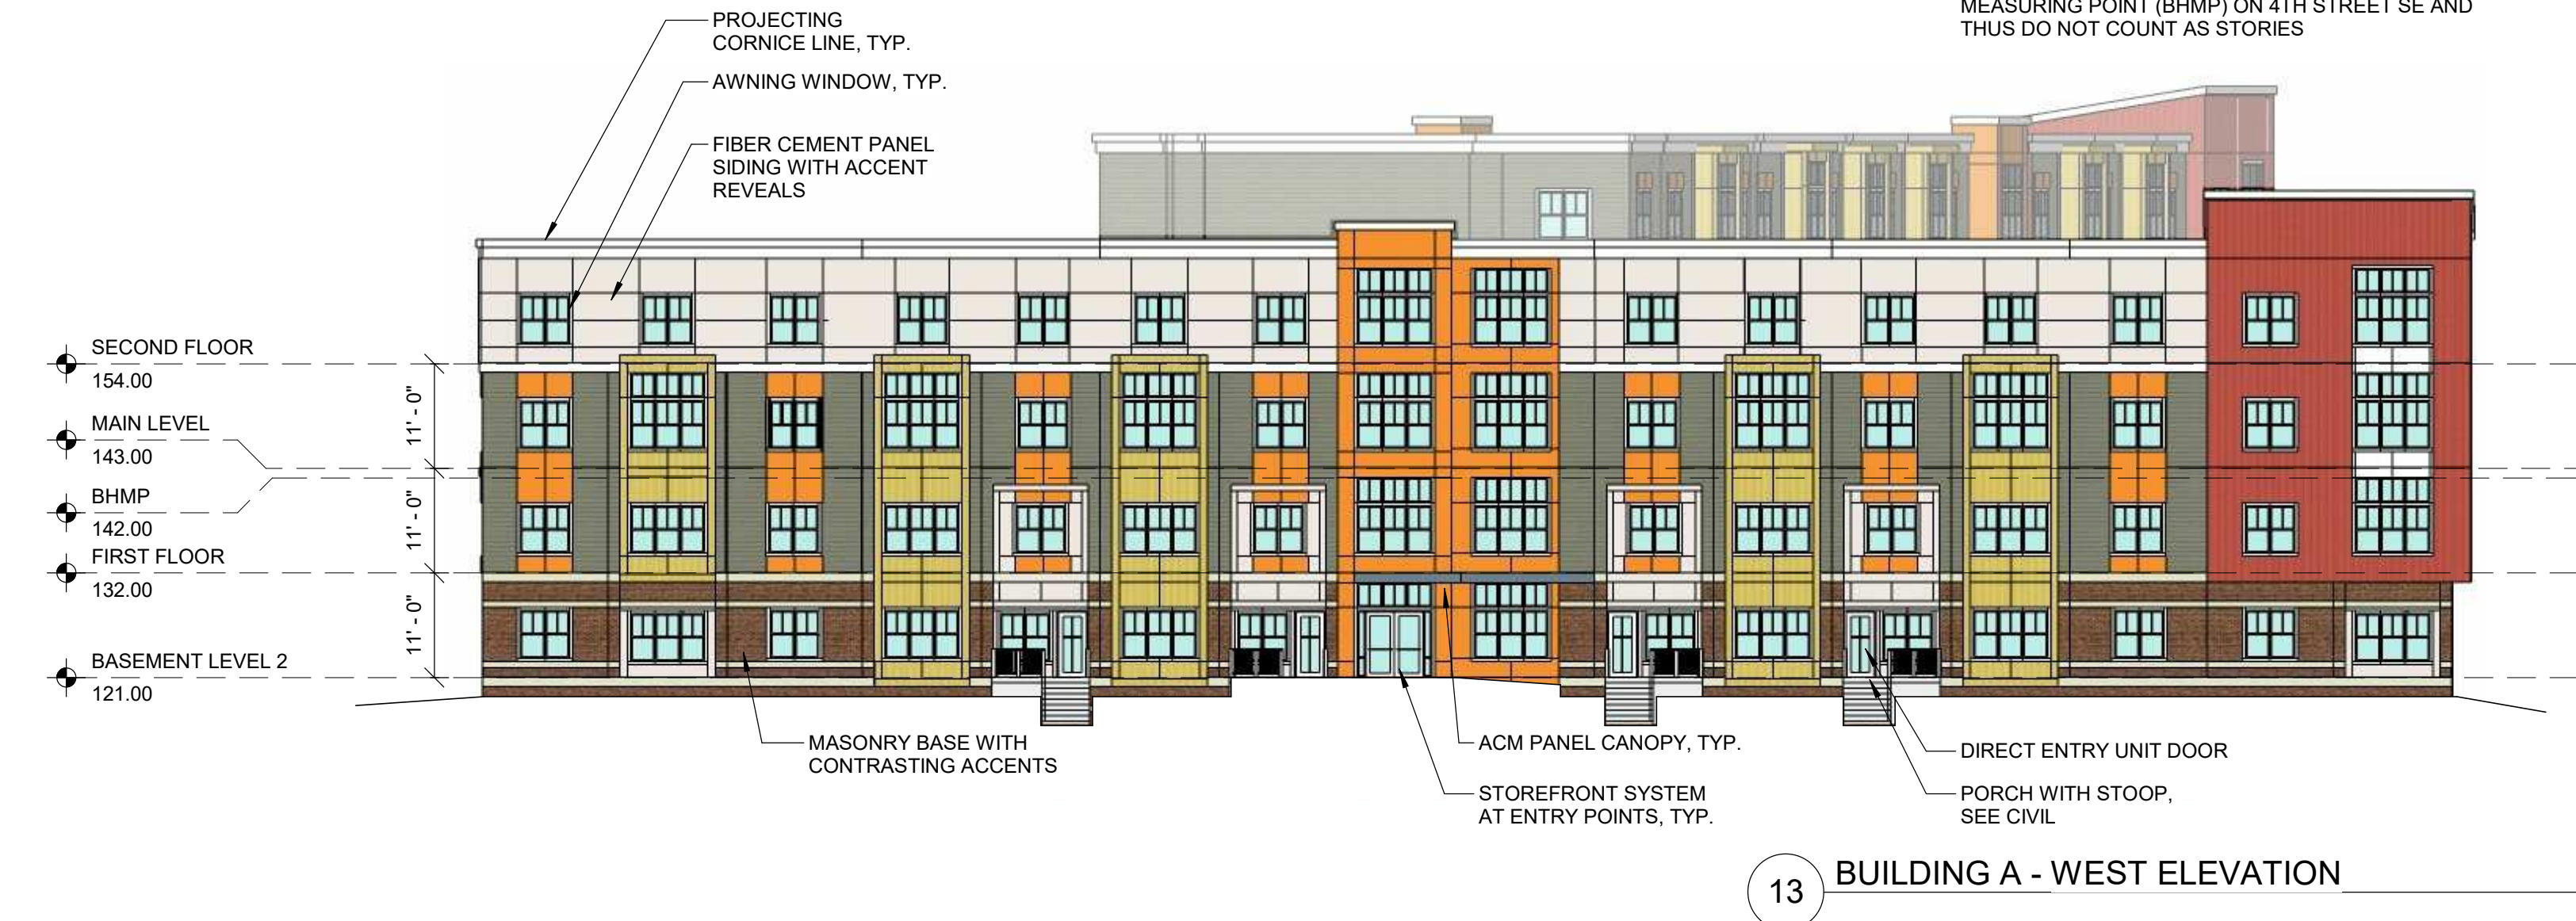 MEASURING POINT (BHMP) ON 4TH STREET SE AND
THUS DO NOT COUNT AS STORIES
PROJECTING
CORNICE LINE, TYP.
AWNING WINDOW, TYP.
FIBER CEMENT PANEL
SIDING WITH ACCENT
REVEALS
SECOND FLOOR
154.00
MAIN LEVEL
143.00
BHMP
142.00
FIRST FLOOR
132.00
BASEMENT LEVEL 2
121.00
11' - 0"
11' - 0"
11' - 0"
MASONRY BASE WITH
CONTRASTING ACCENTS
ACM PANEL CANOPY, TYP.
STOREFRONT SYSTEM
AT ENTRY POINTS, TYP.
DIRECT ENTRY UNIT DOOR
PORCH WITH STOOP,
SEE CIVIL
13
BUILDING A - WEST ELEVATION